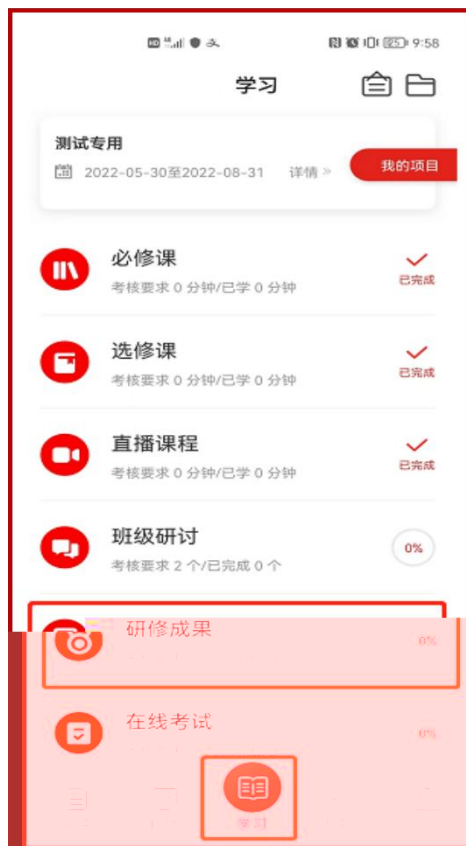 HD 5G 25 9:58
学习
测试专用
2022-05-30至2022-08-31 详情 »
我的项目
必修课
考核要求 0 分钟/已学 0 分钟
已完成
选修课
考核要求 0 分钟/已学 0 分钟
已完成
直播课程
考核要求 0 分钟/已学 0 分钟
已完成
班级研讨
考核要求 2 个/已完成 0 个
0%
研修成果
0%
在线考试
0%
学习